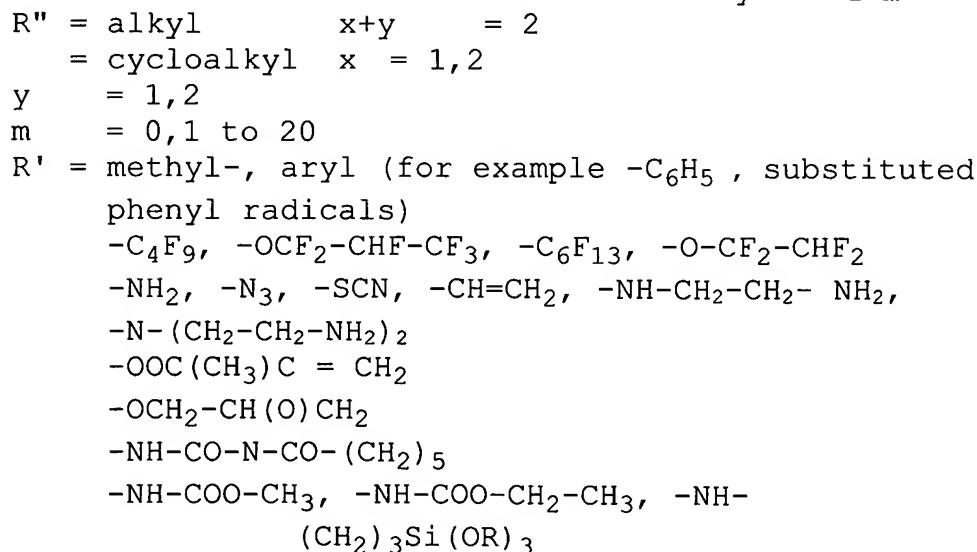 R" = alkyl x+y = 2
= cycloalkyl x = 1,2
y = 1,2
m = 0,1 to 20
R' = methyl-, aryl (for example -C₆H₅ , substituted
phenyl radicals)
-C₄F₉, -OCF₂-CHF-CF₃, -C₆F₁₃, -O-CF₂-CHF₂
-NH₂, -N₃, -SCN, -CH=CH₂, -NH-CH₂-CH₂- NH₂,
-N-(CH₂-CH₂-NH₂)₂
-OOC(CH₃)C = CH₂
-OCH₂-CH(O)CH₂
-NH-CO-N-CO-(CH₂)₅
-NH-COO-CH₃, -NH-COO-CH₂-CH₃, -NH-
(CH₂)₃Si(OR)₃